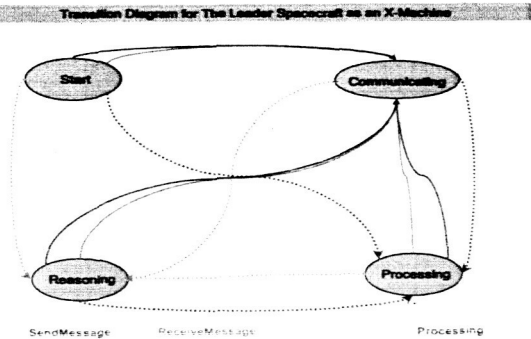 Transition Diagram for The Leader Spacecraft as an X-Machine
Start
Communicating
Reasoning
Processing
SendMessage ReceiveMessage Processing